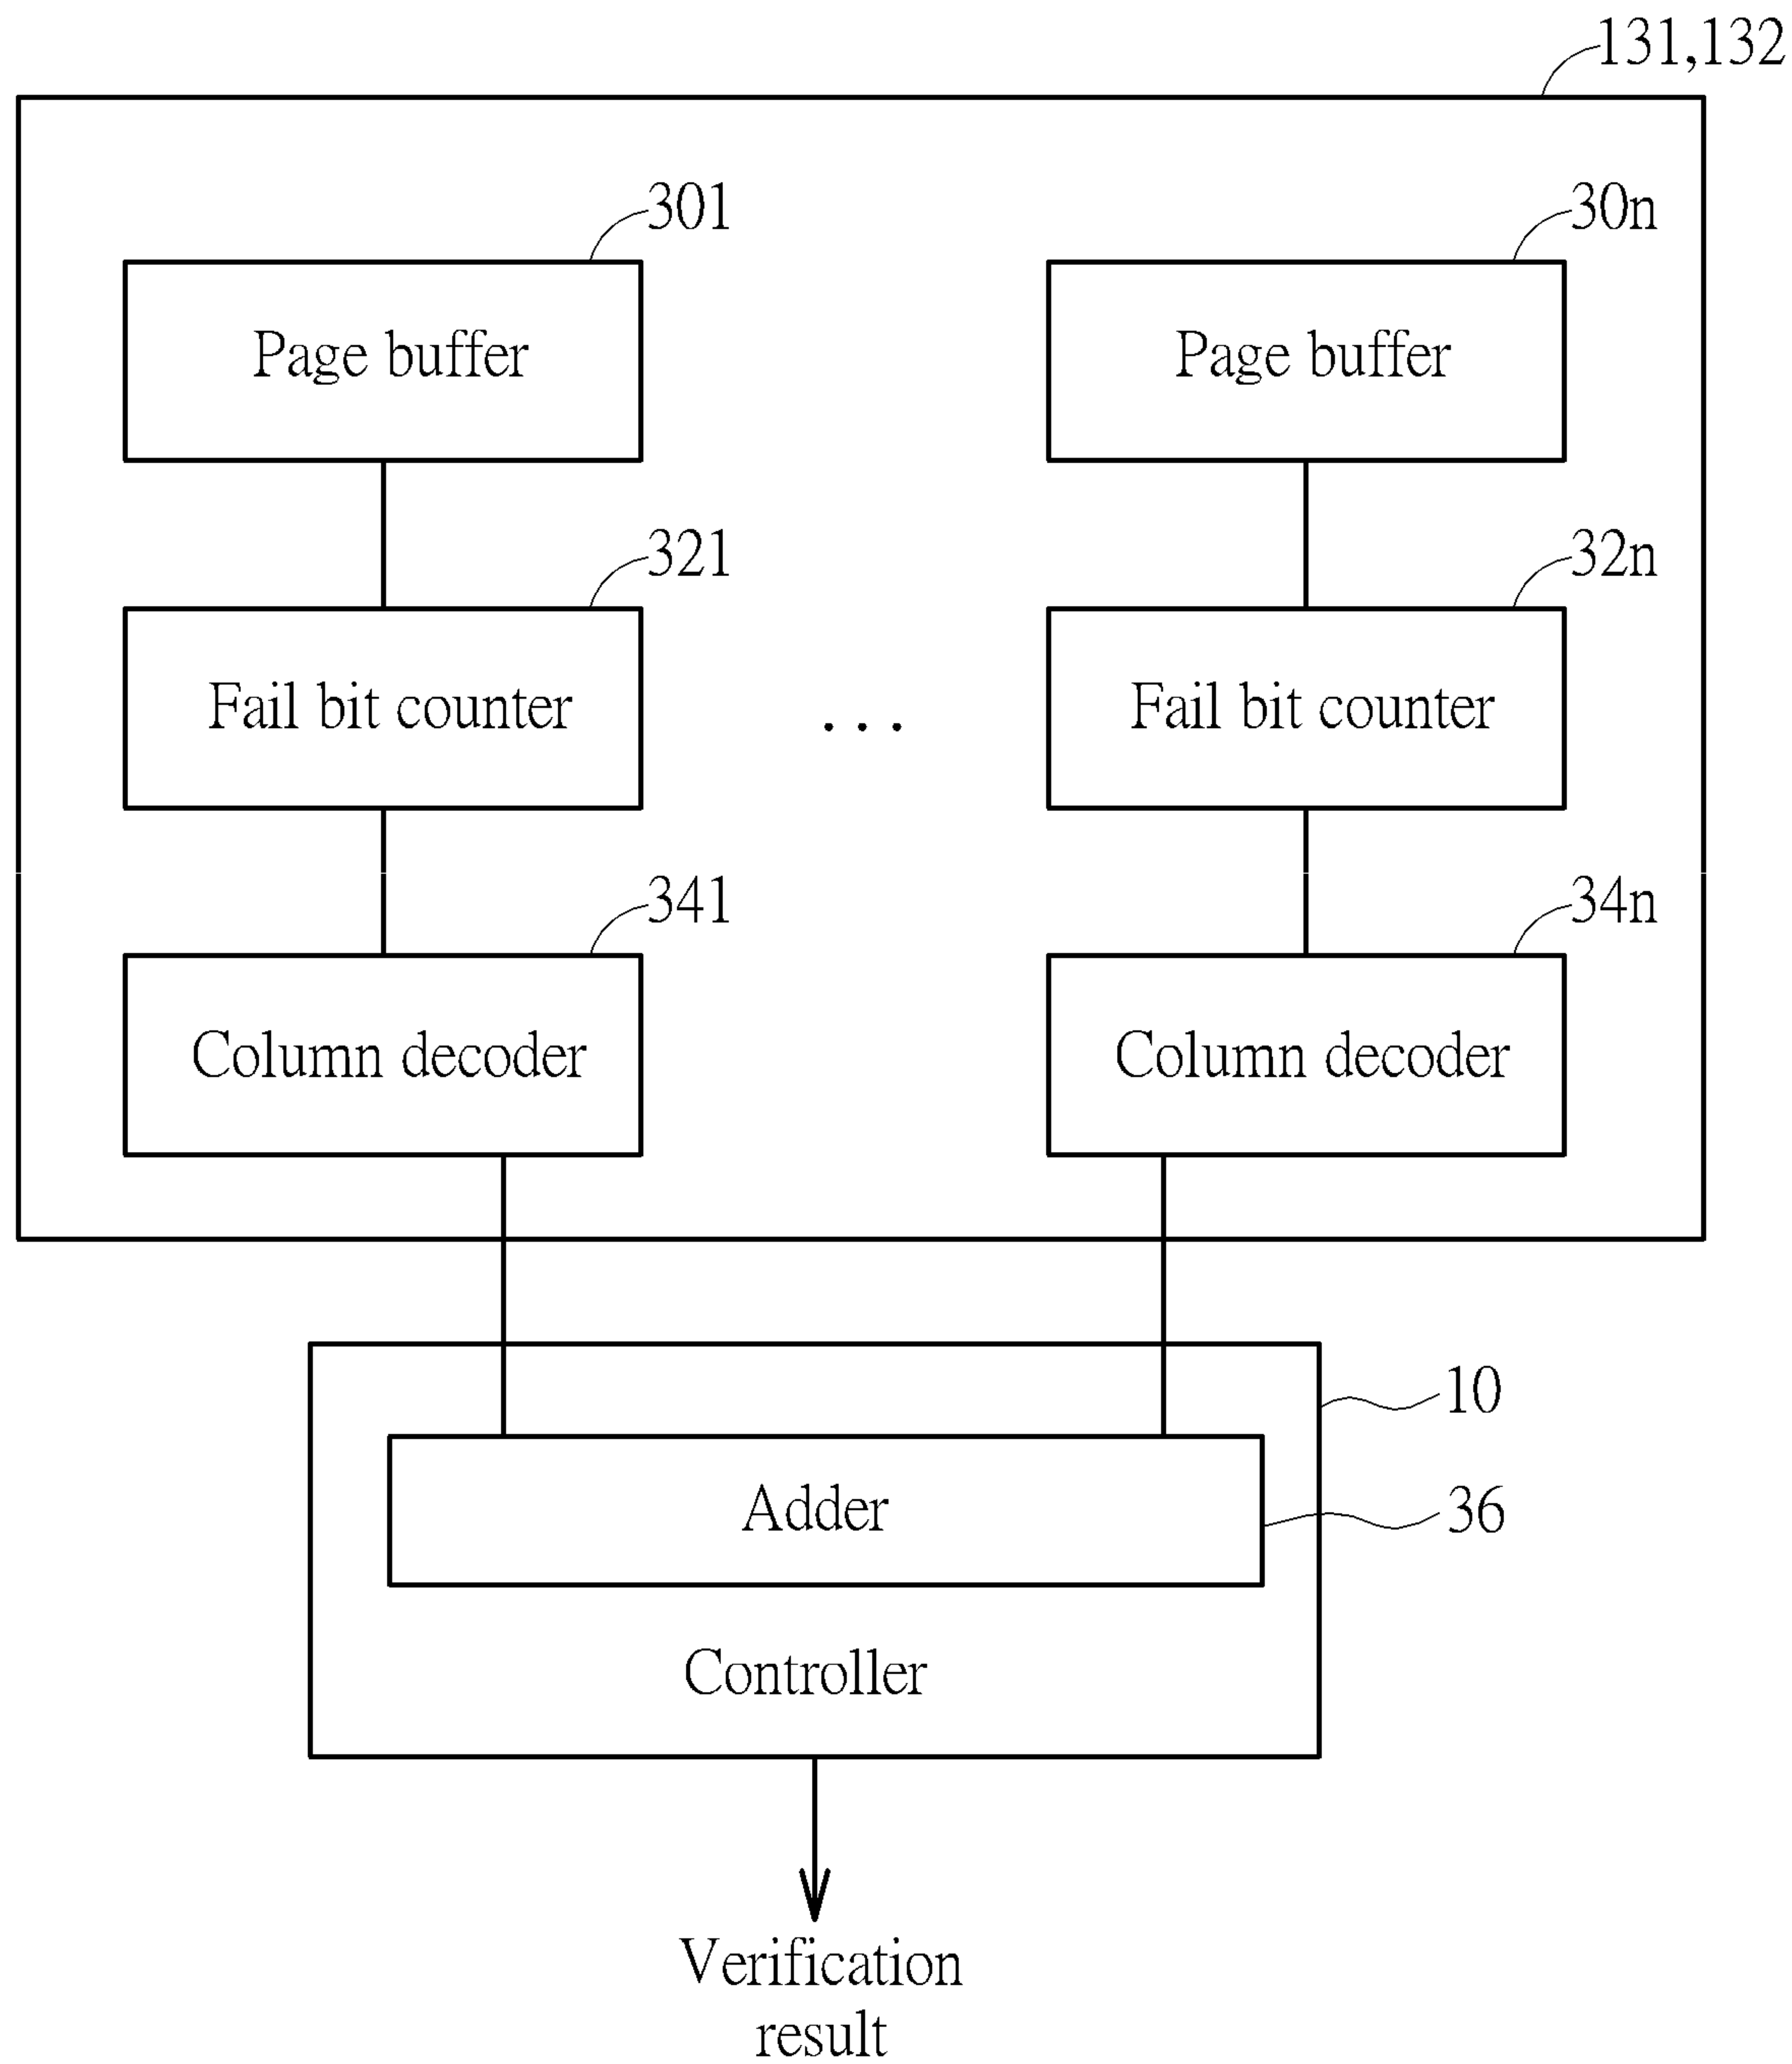 131,132
301
30n
Page buffer
Page buffer
321
32n
Fail bit counter
...
Fail bit counter
341
34n
Column decoder
Column decoder
10
Adder
36
Controller
Verification
result